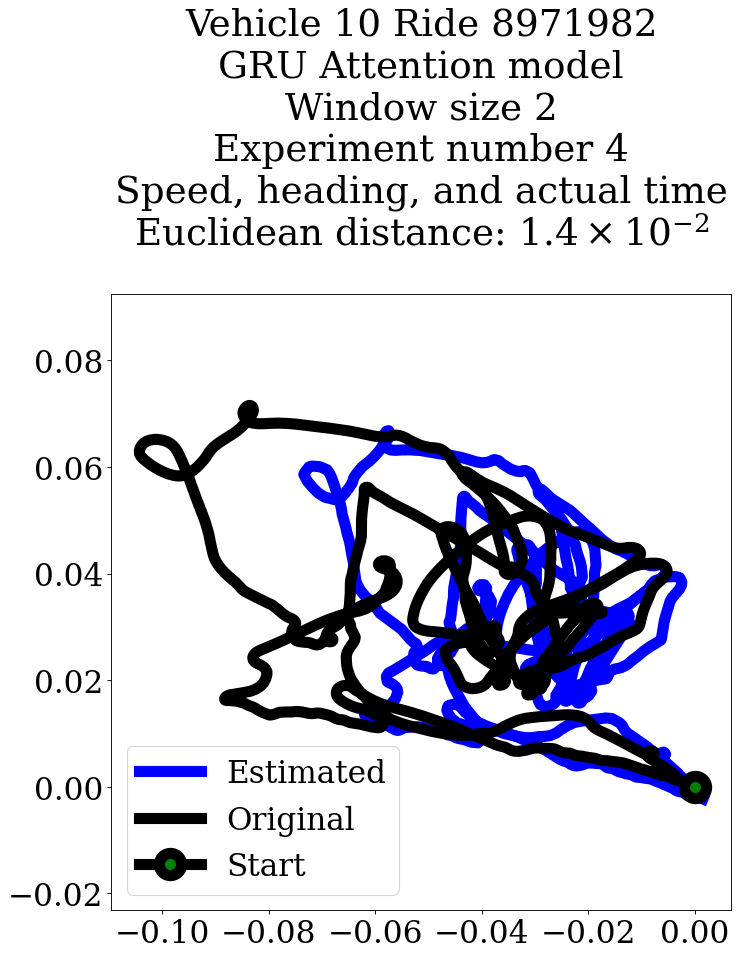 Vehicle 10 Ride 8971982
GRU Attention model
Window size 2
Experiment number 4
Speed, heading, and actual time
Euclidean distance: 1.4 × 10⁻²
0.08
0.06
0.04
0.02
0.00
−0.02
Estimated
Original
Start
−0.10 −0.08 −0.06 −0.04 −0.02 0.00